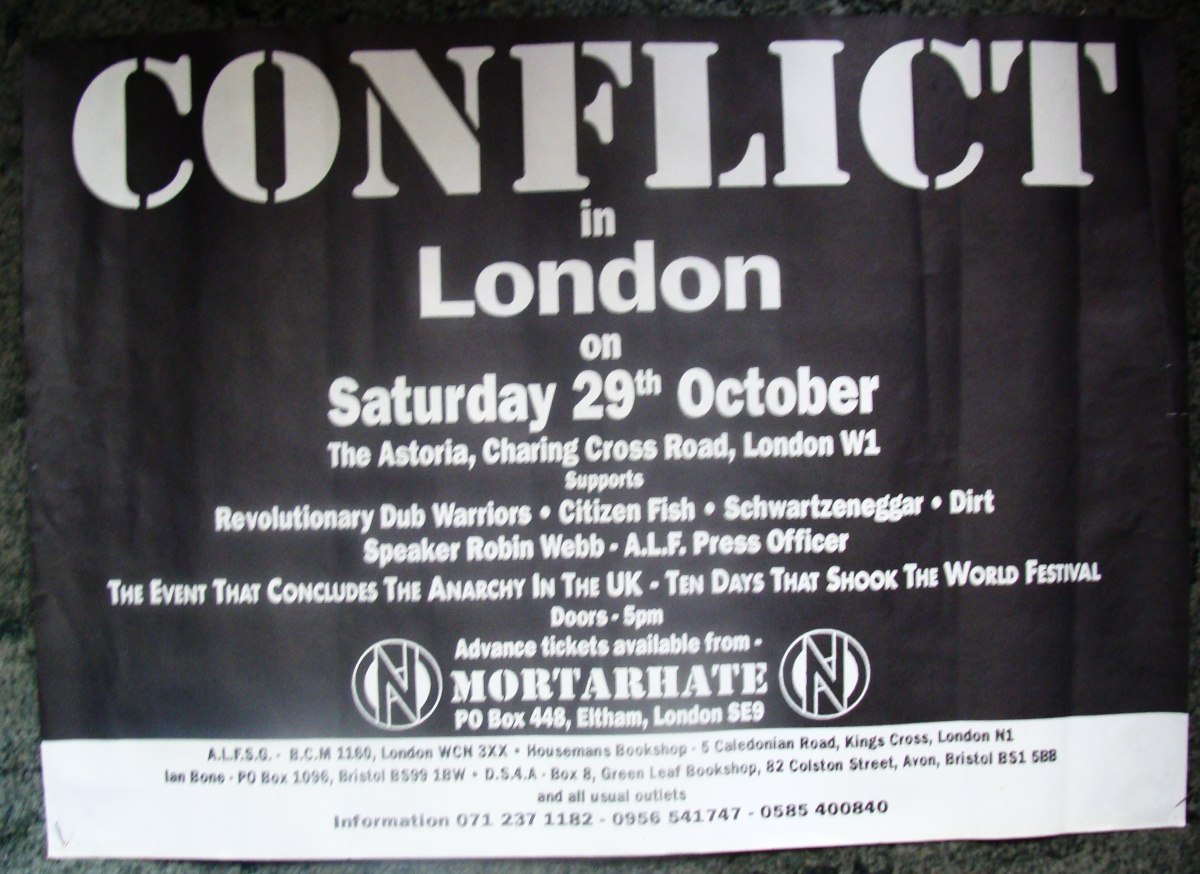 CONFLICT
in
London
on
Saturday 29th October
The Astoria, Charing Cross Road, London W1
Supports
Revolutionary Dub Warriors • Citizen Fish • Schwartzeneggar • Dirt
Speaker Robin Webb - A.L.F. Press Officer
THE EVENT THAT CONCLUDES THE ANARCHY IN THE UK - TEN DAYS THAT SHOOK THE WORLD FESTIVAL
Doors - 5pm
Advance tickets available from -
MORTARHATE
PO Box 448, Eltham, London SE9
A.L.F.S.G. - B.C.M 1160, London WCN 3XX • Housemans Bookshop - 5 Caledonian Road, Kings Cross, London N1
Ian Bone - PO Box 1096, Bristol BS99 1BW • D.S.4.A - Box 8, Green Leaf Bookshop, 82 Colston Street, Avon, Bristol BS1 5BB
and all usual outlets
Information 071 237 1182 - 0956 541747 - 0585 400840